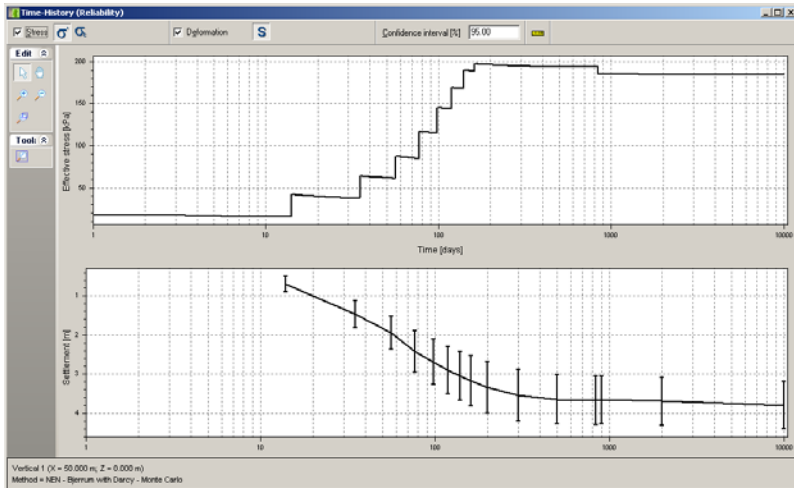 Time-History (Reliability)
Stress σ' σ'n Deformation S Confidence interval [%] 95.00
Edit
Tools
Effective stress [kPa]
200
150
100
50
1 10 100 1000 10000
Time [days]
Settlement [m]
1
2
3
4
1 10 100 1000 10000
Vertical 1 (X = 50.000 m; Z = 0.000 m)
Method = NEN - Bjerrum with Darcy - Monte Carlo